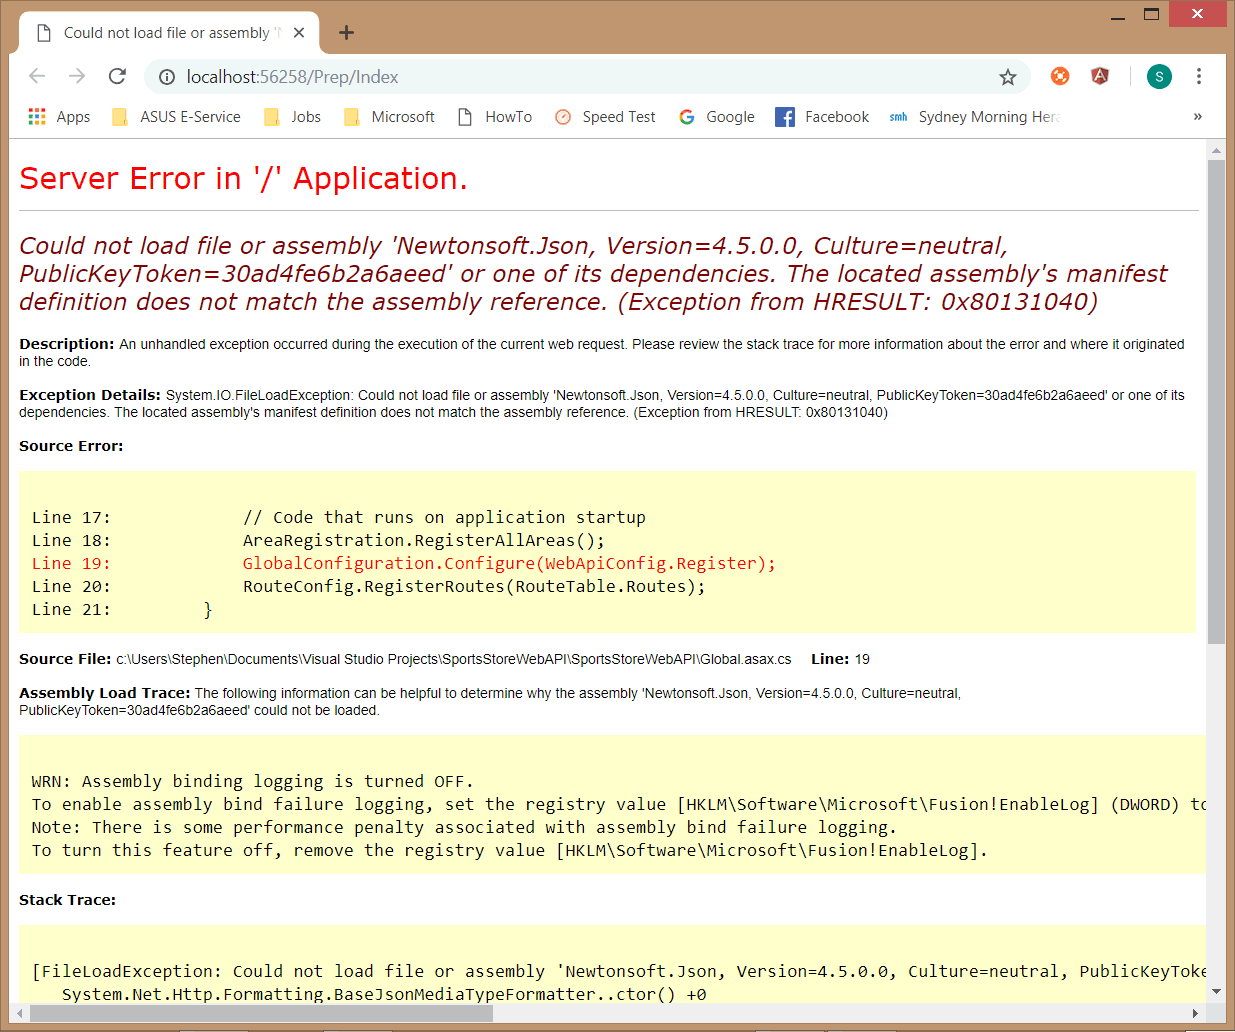 Could not load file or assembly
localhost:56258/Prep/Index
S
Apps ASUS E-Service Jobs Microsoft HowTo Speed Test Google Facebook smh Sydney Morning Her »
Server Error in '/' Application.
Could not load file or assembly 'Newtonsoft.Json, Version=4.5.0.0, Culture=neutral,
PublicKeyToken=30ad4fe6b2a6aeed' or one of its dependencies. The located assembly's manifest
definition does not match the assembly reference. (Exception from HRESULT: 0x80131040)
Description: An unhandled exception occurred during the execution of the current web request. Please review the stack trace for more information about the error and where it originated
in the code.
Exception Details: System.IO.FileLoadException: Could not load file or assembly 'Newtonsoft.Json, Version=4.5.0.0, Culture=neutral, PublicKeyToken=30ad4fe6b2a6aeed' or one of its
dependencies. The located assembly's manifest definition does not match the assembly reference. (Exception from HRESULT: 0x80131040)
Source Error:
Line 17:             // Code that runs on application startup
Line 18:             AreaRegistration.RegisterAllAreas();
Line 19:             GlobalConfiguration.Configure(WebApiConfig.Register);
Line 20:             RouteConfig.RegisterRoutes(RouteTable.Routes);
Line 21:         }
Source File: c:\Users\Stephen\Documents\Visual Studio Projects\SportsStoreWebAPI\SportsStoreWebAPI\Global.asax.cs Line: 19
Assembly Load Trace: The following information can be helpful to determine why the assembly 'Newtonsoft.Json, Version=4.5.0.0, Culture=neutral,
PublicKeyToken=30ad4fe6b2a6aeed' could not be loaded.
WRN: Assembly binding logging is turned OFF.
To enable assembly bind failure logging, set the registry value [HKLM\Software\Microsoft\Fusion!EnableLog] (DWORD) to
Note: There is some performance penalty associated with assembly bind failure logging.
To turn this feature off, remove the registry value [HKLM\Software\Microsoft\Fusion!EnableLog].
Stack Trace:
[FileLoadException: Could not load file or assembly 'Newtonsoft.Json, Version=4.5.0.0, Culture=neutral, PublicKeyToke
System.Net.Http.Formatting.BaseJsonMediaTypeFormatter..ctor() +0